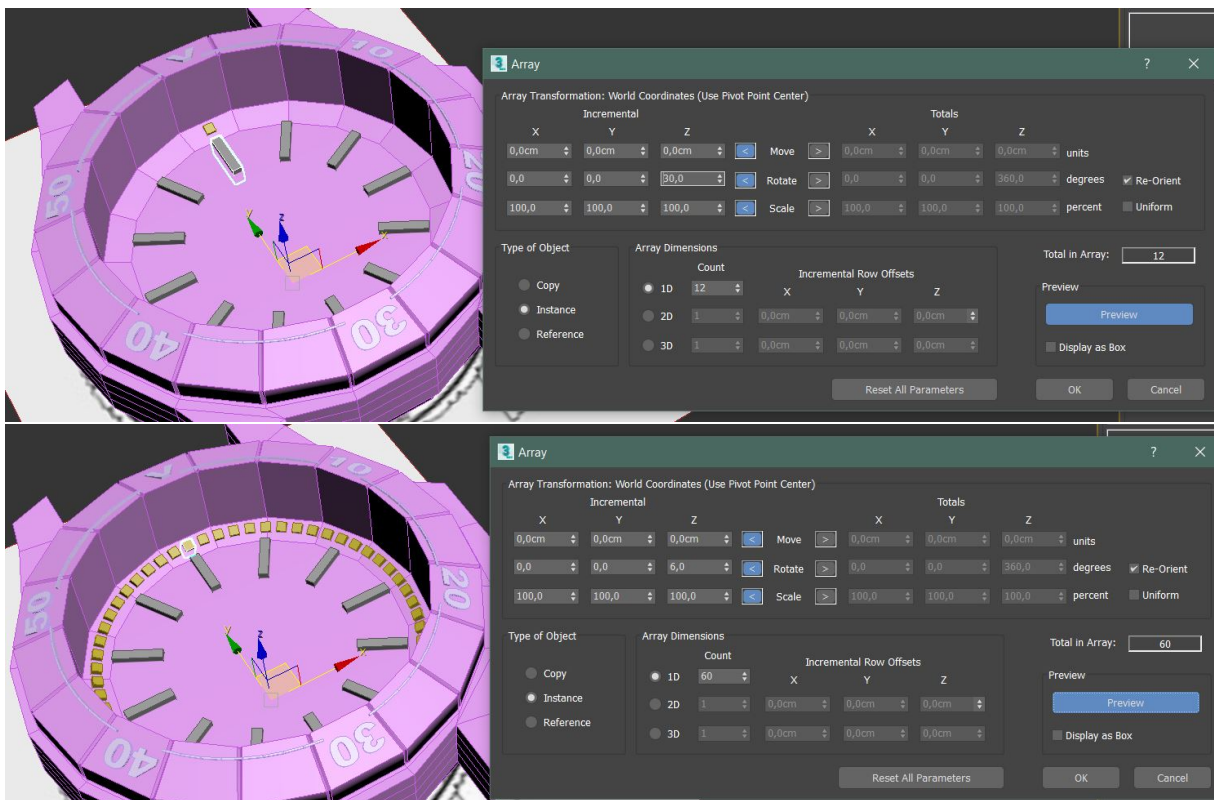 10
20
30
40
50
x
z
3 Array ? X
Array Transformation: World Coordinates (Use Pivot Point Center)
Incremental Totals
X Y Z X Y Z
0,0cm 0,0cm 0,0cm < Move > 0,0cm 0,0cm 0,0cm units
0,0 0,0 30,0 < Rotate > 0,0 0,0 360,0 degrees Re-Orient
100,0 100,0 100,0 < Scale > 100,0 100,0 100,0 percent Uniform
Type of Object Array Dimensions Total in Array: 12
Count Incremental Row Offsets
Copy 1D 12 X Y Z Preview
Instance 2D 1 0,0cm 0,0cm 0,0cm Preview
Reference 3D 1 0,0cm 0,0cm 0,0cm Display as Box
Reset All Parameters OK Cancel
10
20
30
40
50
x
z
3 Array ? X
Array Transformation: World Coordinates (Use Pivot Point Center)
Incremental Totals
X Y Z X Y Z
0,0cm 0,0cm 0,0cm < Move > 0,0cm 0,0cm 0,0cm units
0,0 0,0 6,0 < Rotate > 0,0 0,0 360,0 degrees Re-Orient
100,0 100,0 100,0 < Scale > 100,0 100,0 100,0 percent Uniform
Type of Object Array Dimensions Total in Array: 60
Count Incremental Row Offsets
Copy 1D 60 X Y Z Preview
Instance 2D 1 0,0cm 0,0cm 0,0cm Preview
Reference 3D 1 0,0cm 0,0cm 0,0cm Display as Box
Reset All Parameters OK Cancel